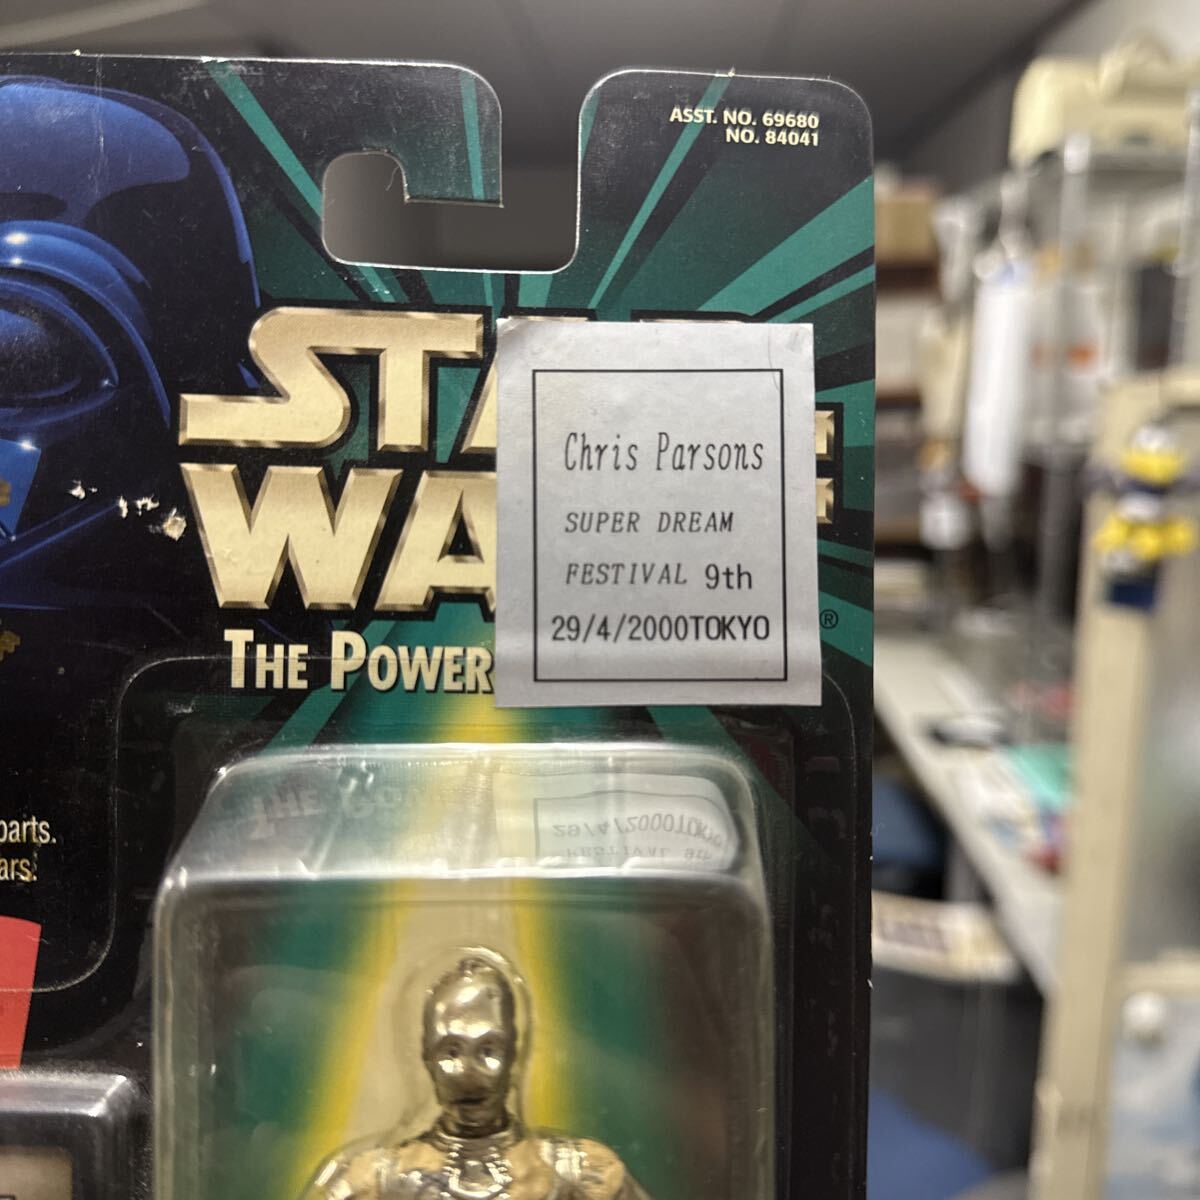 ASST. NO. 69680
NO. 84041
STA
WA
®
THE POWER
Chris Parsons
SUPER DREAM
FESTIVAL 9th
29/4/2000TOKYO
parts.
ars.